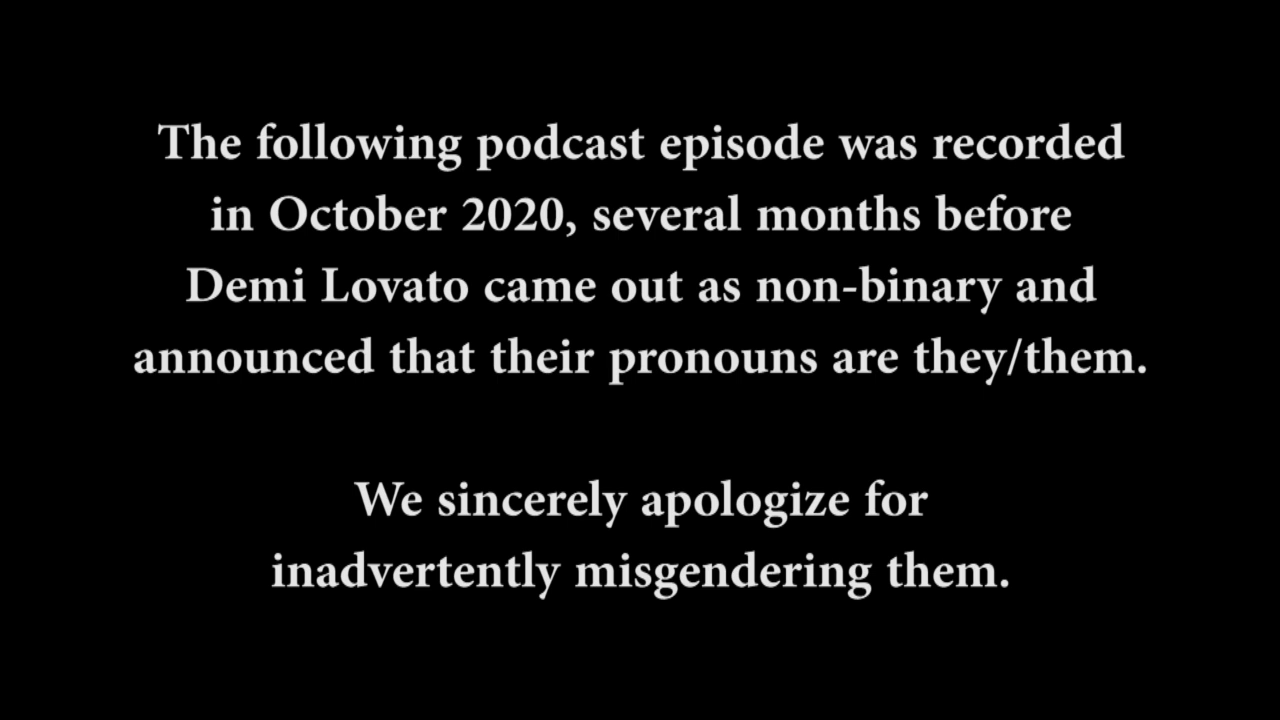 The following podcast episode was recorded
in October 2020, several months before
Demi Lovato came out as non-binary and
announced that their pronouns are they/them.
We sincerely apologize for
inadvertently misgendering them.